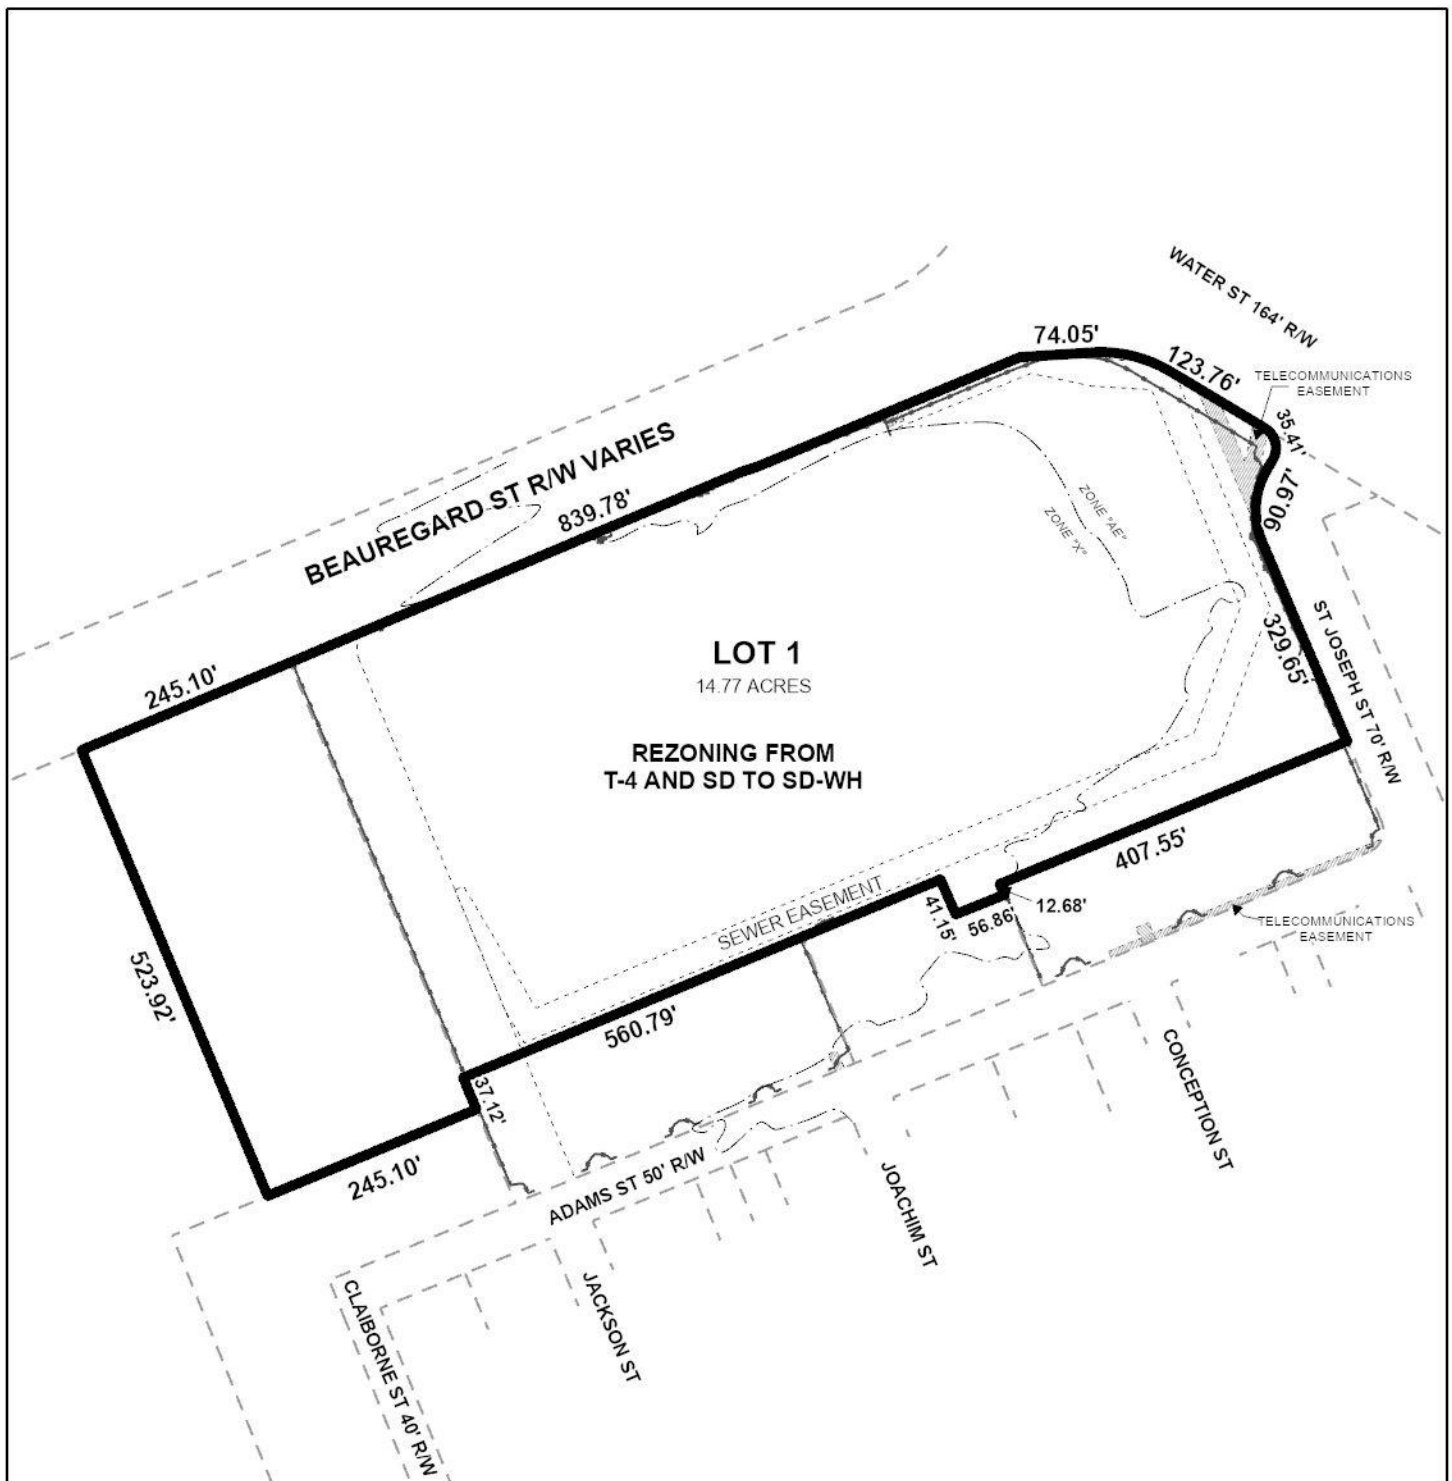 WATER ST 164' R/W
74.05'
123.76'
TELECOMMUNICATIONS
EASEMENT
35.41'
BEAUREGARD ST R/W VARIES
839.78'
90.97'
ZONE "AE"
ZONE "X"
ST JOSEPH ST 70' R/W
329.65'
LOT 1
14.77 ACRES
245.10'
REZONING FROM
T-4 AND SD TO SD-WH
407.55'
SEWER EASEMENT
41.15'
56.86'
12.68'
TELECOMMUNICATIONS
EASEMENT
523.92'
560.79'
37.12'
245.10'
ADAMS ST 50' R/W
CONCEPTION ST
JOACHIM ST
JACKSON ST
CLAIBORNE ST 40' R/W